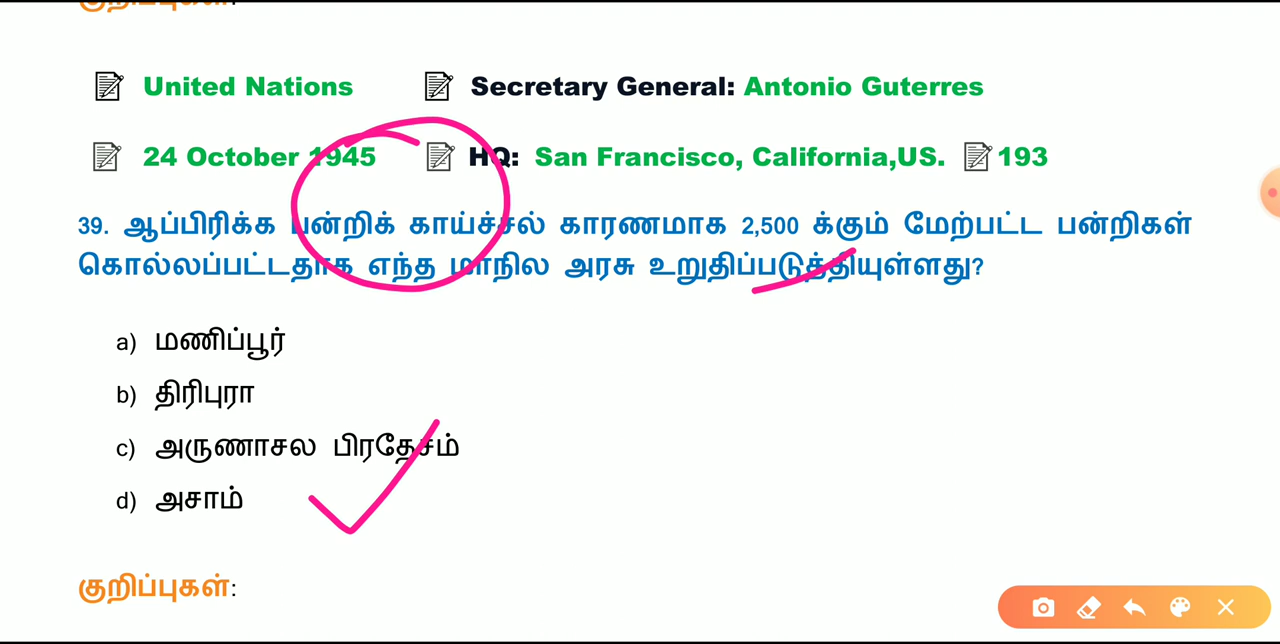 குறிப்புகள்:
United Nations Secretary General: Antonio Guterres
24 October 1945 HQ: San Francisco, California,US. 193
39. ஆப்பிரிக்க பன்றிக் காய்ச்சல் காரணமாக 2,500 க்கும் மேற்பட்ட பன்றிகள்
கொல்லப்பட்டதாக எந்த மாநில அரசு உறுதிப்படுத்தியுள்ளது?
a) மணிப்பூர்
b) திரிபுரா
c) அருணாசல பிரதேசம்
d) அசாம்
குறிப்புகள்: